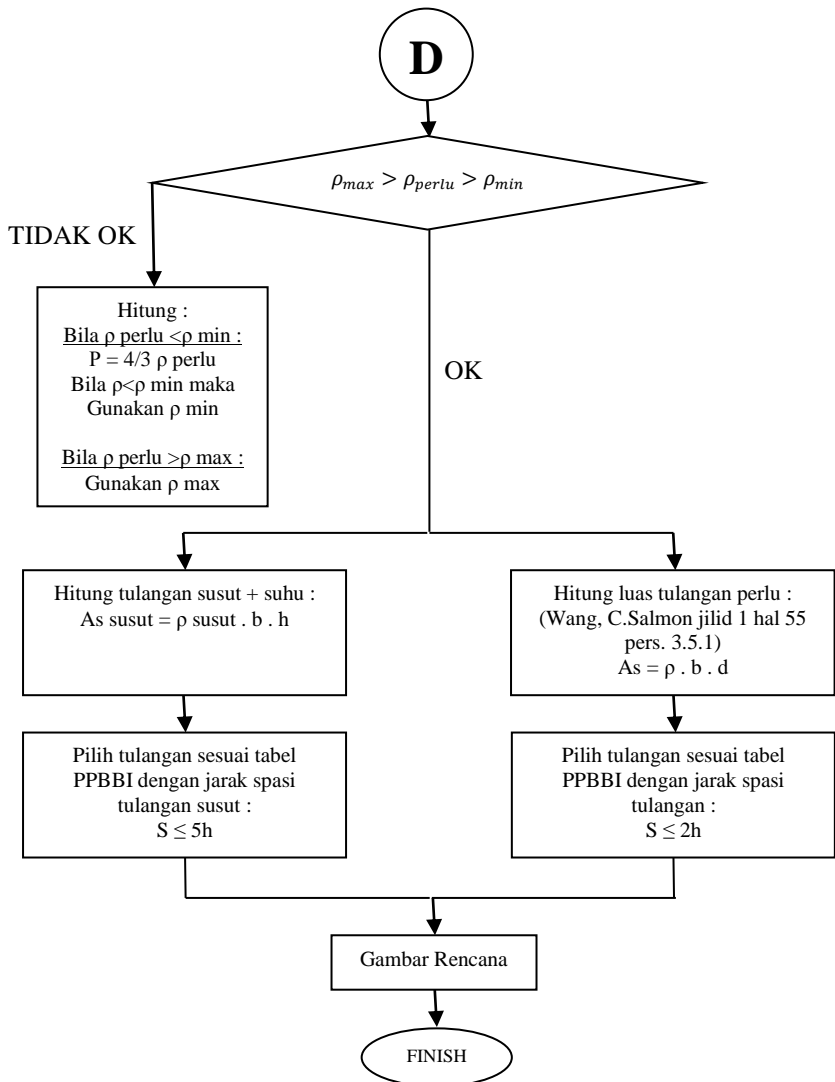 D
ρmax > ρperlu > ρmin
TIDAK OK
Hitung :
Bila ρ perlu <ρ min :
P = 4/3 ρ perlu
Bila ρ<ρ min maka
Gunakan ρ min
Bila ρ perlu >ρ max :
Gunakan ρ max
OK
Hitung tulangan susut + suhu :
As susut = ρ susut . b . h
Hitung luas tulangan perlu :
(Wang, C.Salmon jilid 1 hal 55
pers. 3.5.1)
As = ρ . b . d
Pilih tulangan sesuai tabel
PPBBI dengan jarak spasi
tulangan susut :
S ≤ 5h
Pilih tulangan sesuai tabel
PPBBI dengan jarak spasi
tulangan :
S ≤ 2h
Gambar Rencana
FINISH